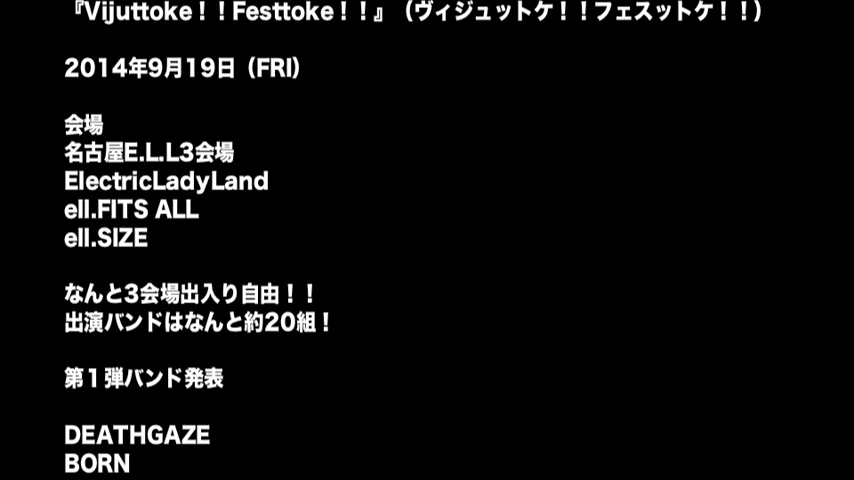 『Vijuttoke！！Festtoke！！』（ヴィジュットケ！！フェスットケ！！）
2014年9月19日（FRI）
会場
名古屋E.L.L3会場
ElectricLadyLand
ell.FITS ALL
ell.SIZE
なんと3会場出入り自由！！
出演バンドはなんと約20組！
第１弾バンド発表
DEATHGAZE
BORN